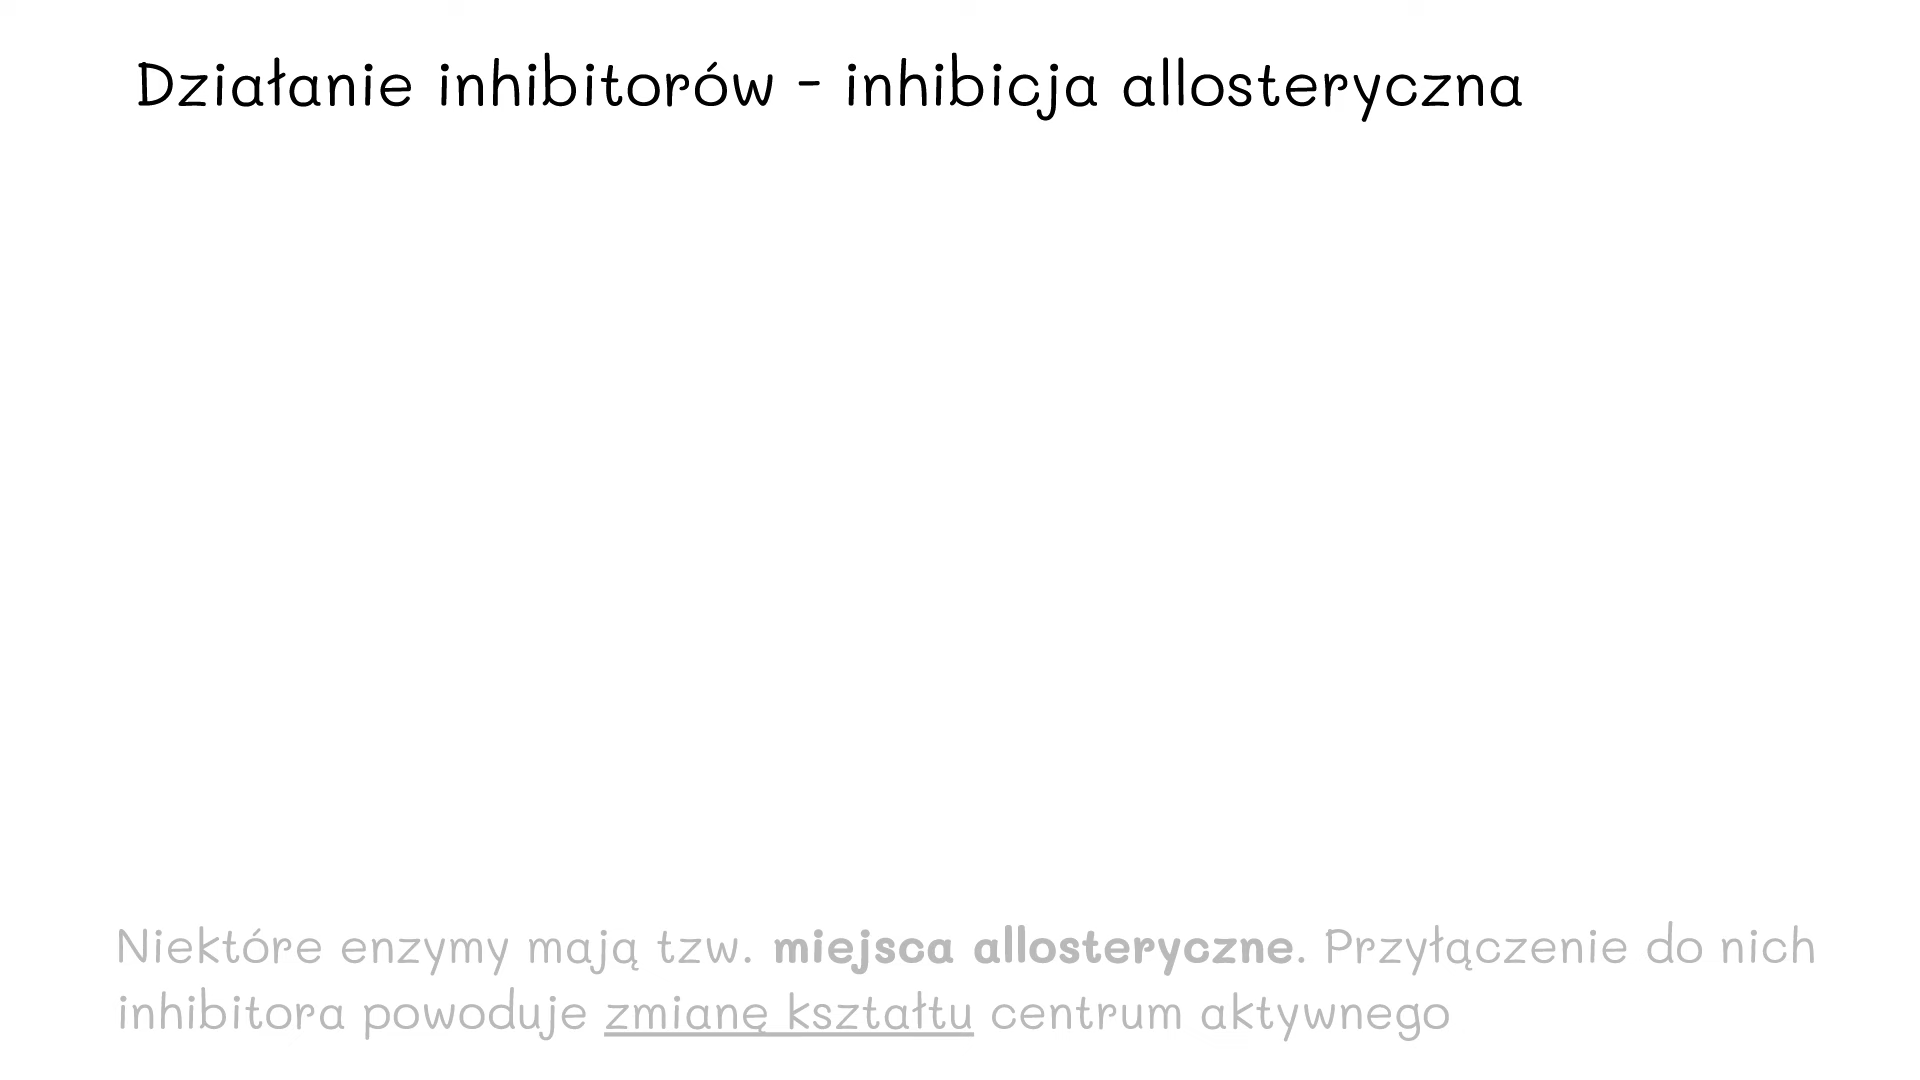 Działanie inhibitorów - inhibicja allosteryczna
Niektóre enzymy mają tzw. miejsca allosteryczne. Przyłączenie do nich
inhibitora powoduje zmianę kształtu centrum aktywnego